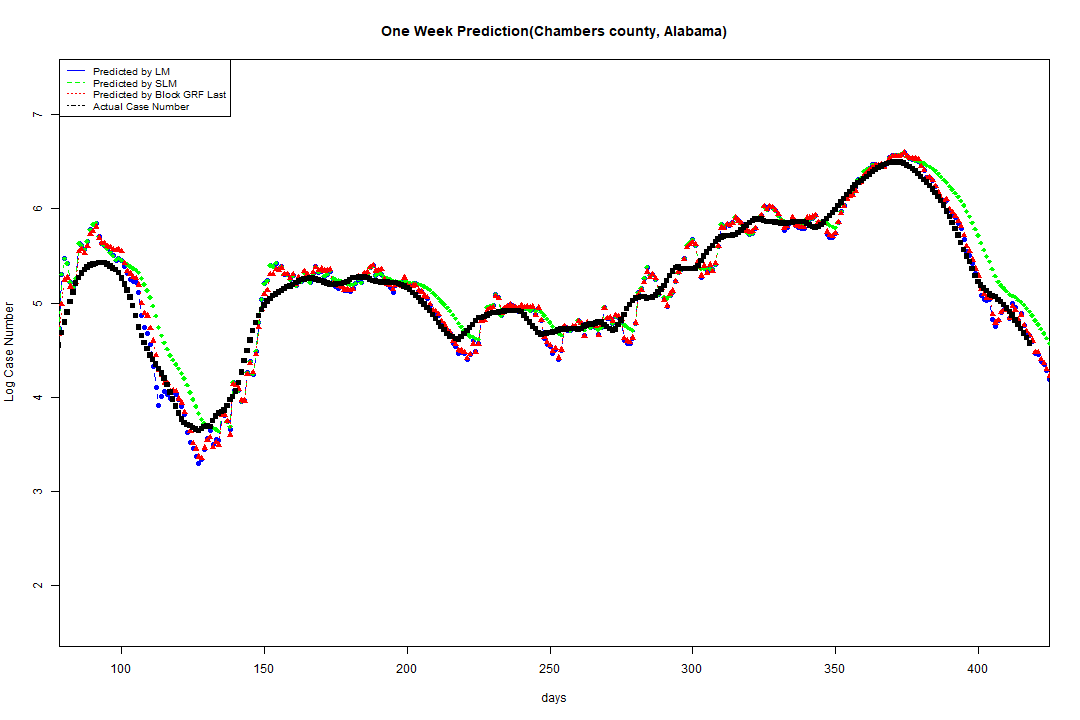 One Week Prediction(Chambers county, Alabama)
Predicted by LM
Predicted by SLM
Predicted by Block GRF Last
Actual Case Number
7
6
5
4
3
2
Log Case Number
100 150 200 250 300 350 400
days